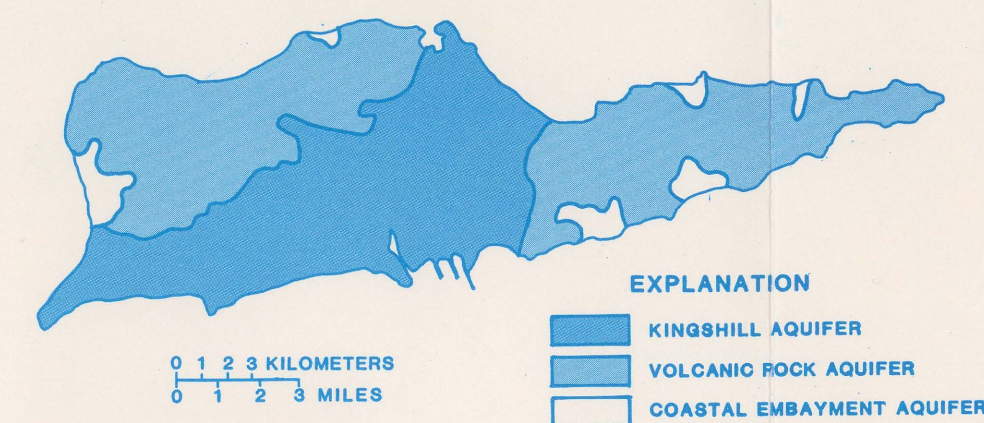 EXPLANATION
KINGSHILL AQUIFER
VOLCANIC ROCK AQUIFER
COASTAL EMBAYMENT AQUIFER
0 1 2 3 KILOMETERS
0 1 2 3 MILES